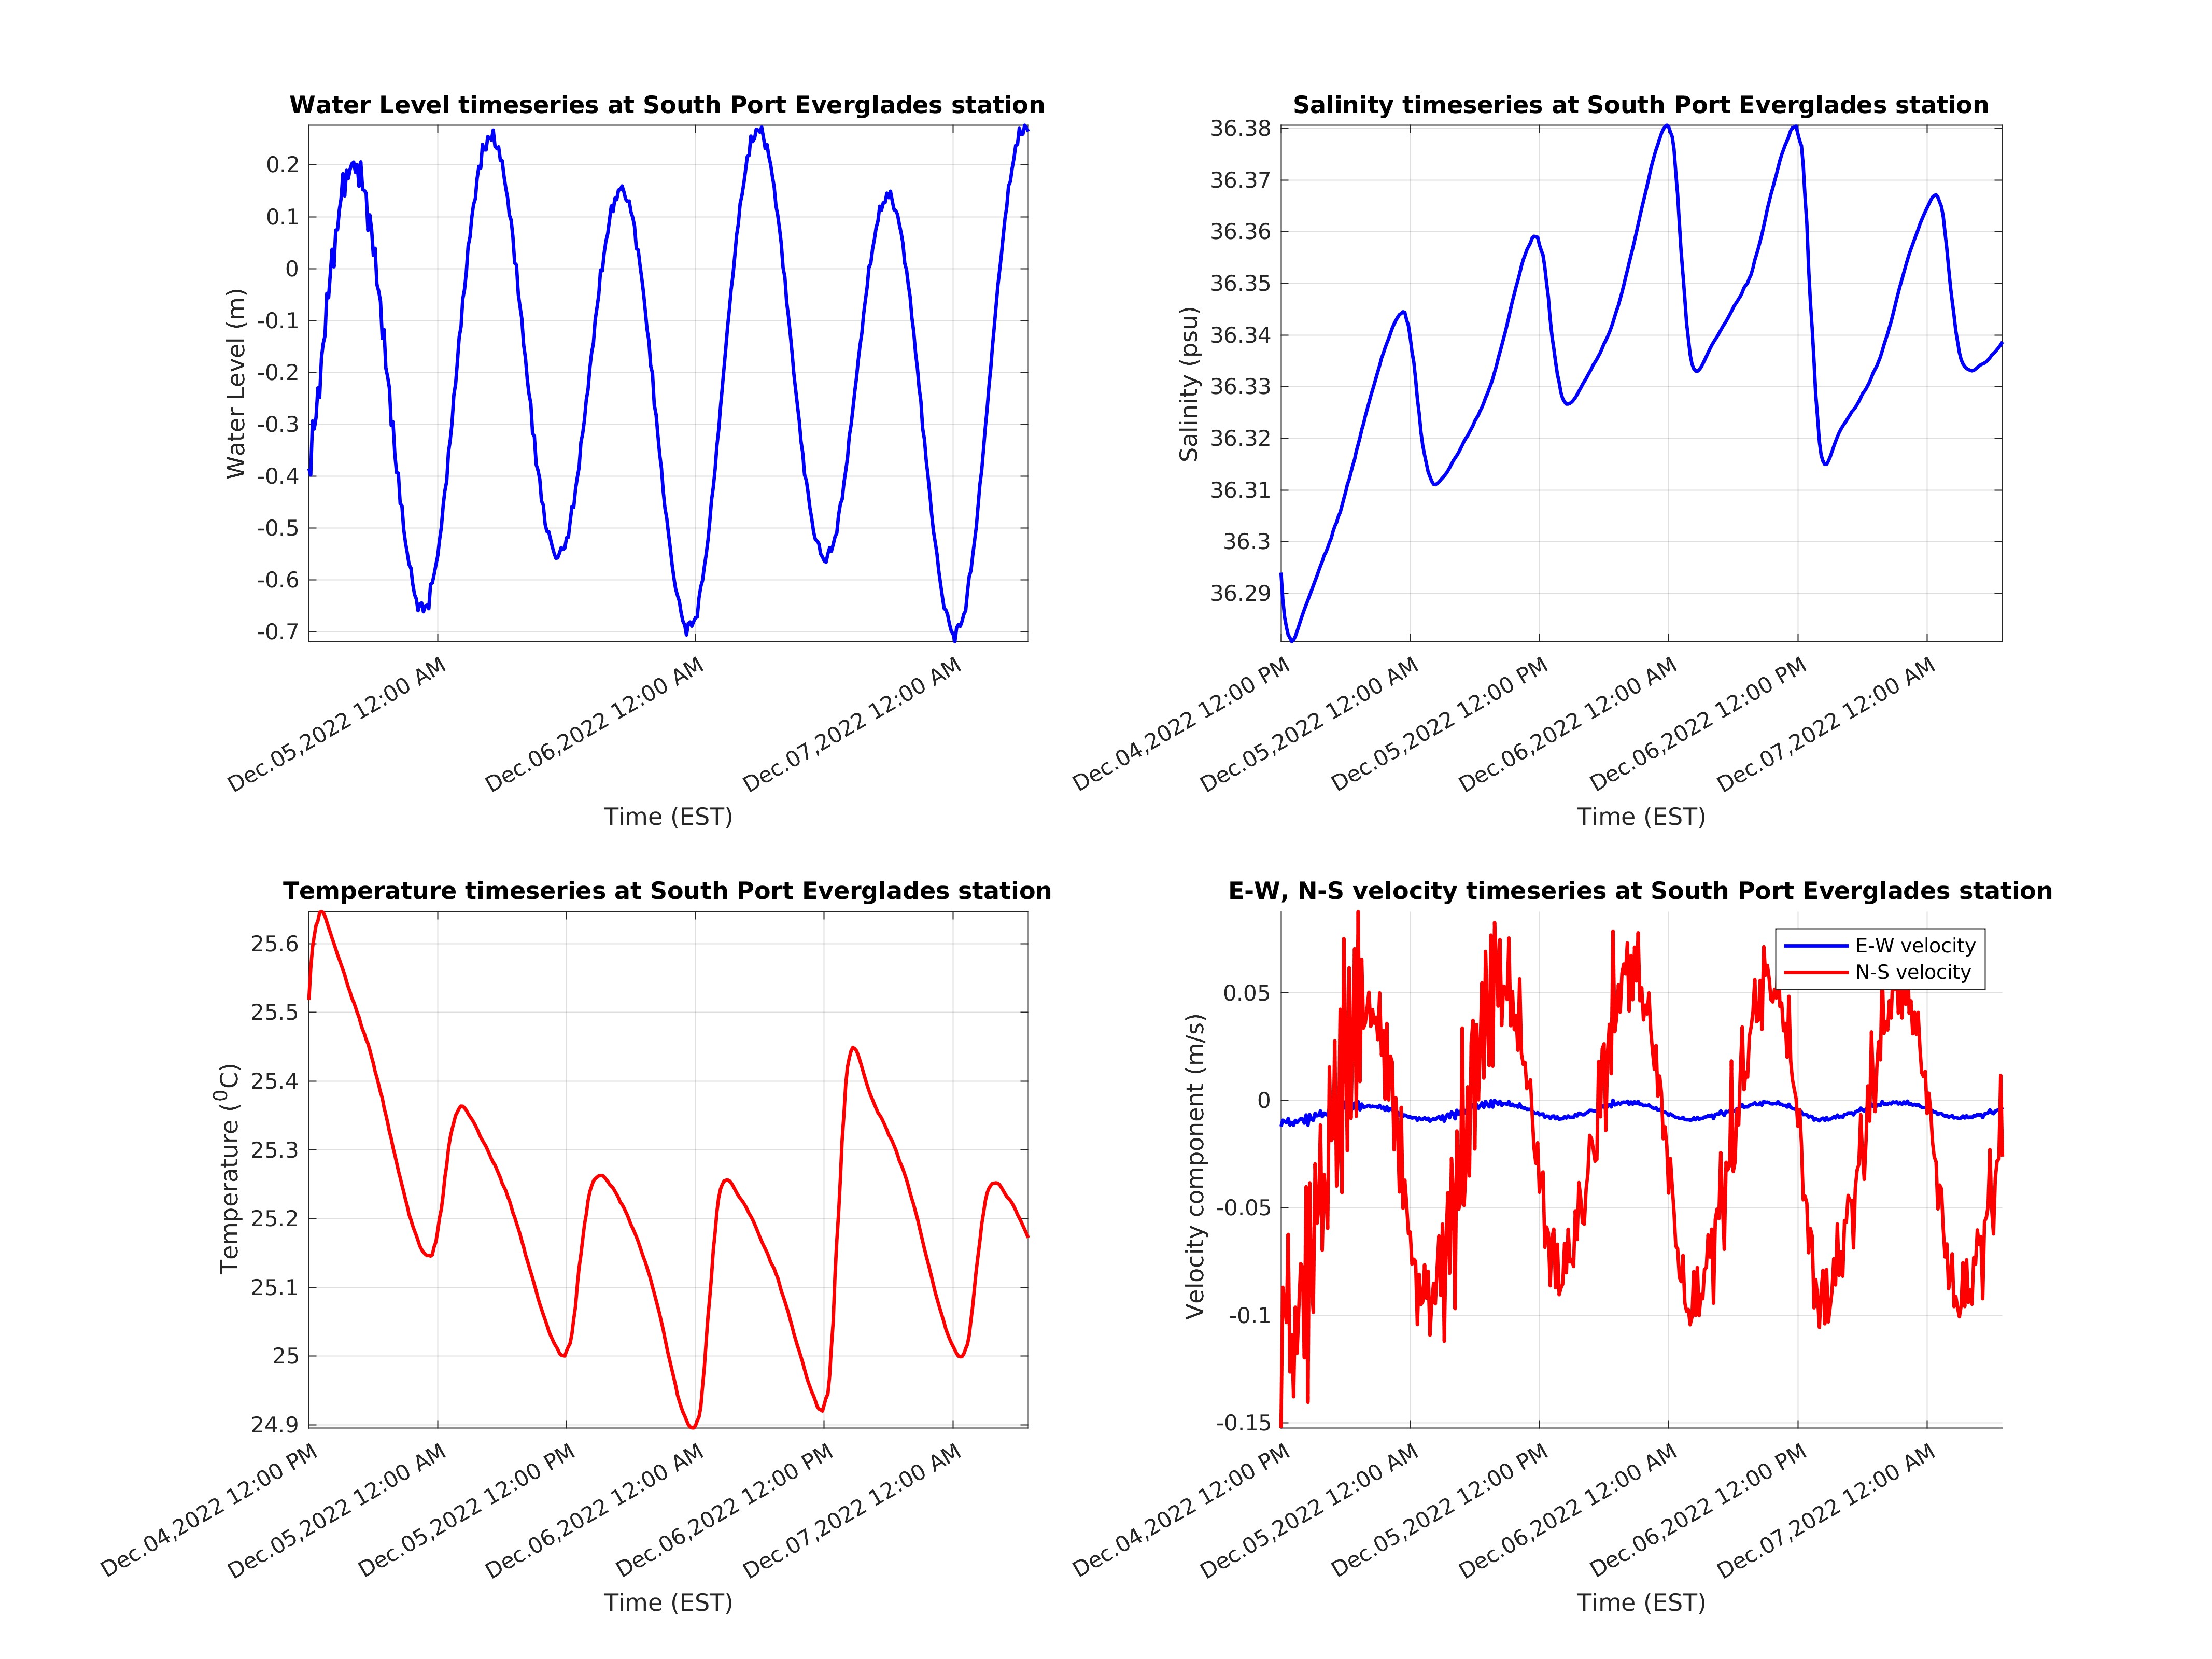 Water Level timeseries at South Port Everglades station
Water Level (m)
0.2
0.1
0
-0.1
-0.2
-0.3
-0.4
-0.5
-0.6
-0.7
Dec.05,2022 12:00 AM
Dec.06,2022 12:00 AM
Dec.07,2022 12:00 AM
Time (EST)
Salinity timeseries at South Port Everglades station
Salinity (psu)
36.38
36.37
36.36
36.35
36.34
36.33
36.32
36.31
36.3
36.29
Dec.04,2022 12:00 PM
Dec.05,2022 12:00 AM
Dec.05,2022 12:00 PM
Dec.06,2022 12:00 AM
Dec.06,2022 12:00 PM
Dec.07,2022 12:00 AM
Time (EST)
Temperature timeseries at South Port Everglades station
Temperature (⁰C)
25.6
25.5
25.4
25.3
25.2
25.1
25
24.9
Dec.04,2022 12:00 PM
Dec.05,2022 12:00 AM
Dec.05,2022 12:00 PM
Dec.06,2022 12:00 AM
Dec.06,2022 12:00 PM
Dec.07,2022 12:00 AM
Time (EST)
E-W, N-S velocity timeseries at South Port Everglades station
E-W velocity
N-S velocity
Velocity component (m/s)
0.05
0
-0.05
-0.1
-0.15
Dec.04,2022 12:00 PM
Dec.05,2022 12:00 AM
Dec.05,2022 12:00 PM
Dec.06,2022 12:00 AM
Dec.06,2022 12:00 PM
Dec.07,2022 12:00 AM
Time (EST)